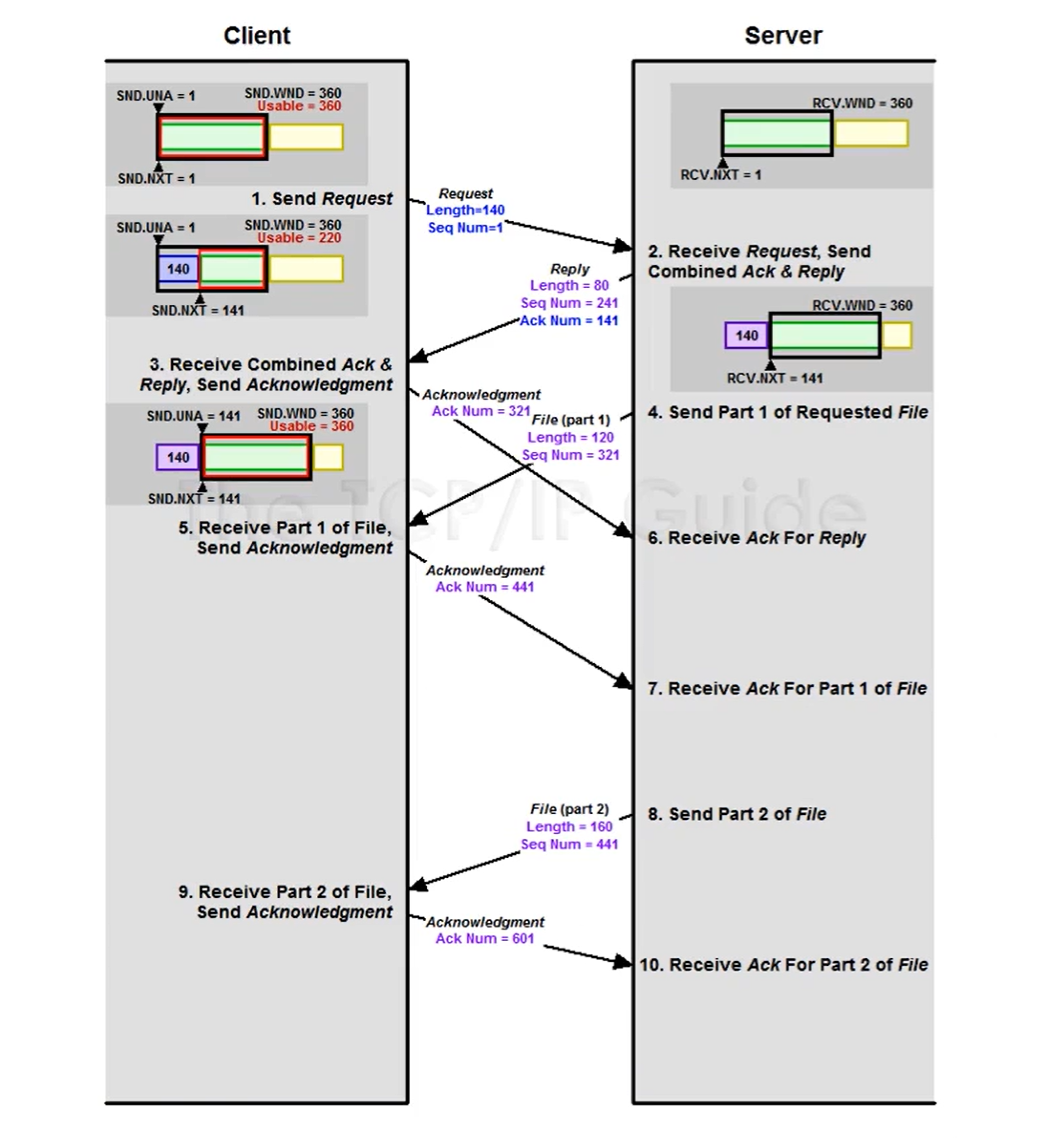 Client
Server
SND.UNA = 1
SND.WND = 360
Usable = 360
SND.NXT = 1
RCV.WND = 360
RCV.NXT = 1
1. Send Request
Request
Length=140
Seq Num=1
SND.UNA = 1
SND.WND = 360
Usable = 220
140
SND.NXT = 141
2. Receive Request, Send
Combined Ack & Reply
Reply
Length = 80
Seq Num = 241
Ack Num = 141
RCV.WND = 360
140
RCV.NXT = 141
3. Receive Combined Ack &
Reply, Send Acknowledgment
Acknowledgment
Ack Num = 321
SND.UNA = 141
SND.WND = 360
Usable = 360
140
SND.NXT = 141
4. Send Part 1 of Requested File
File (part 1)
Length = 120
Seq Num = 321
The TCP/IP Guide
5. Receive Part 1 of File,
Send Acknowledgment
6. Receive Ack For Reply
Acknowledgment
Ack Num = 441
7. Receive Ack For Part 1 of File
8. Send Part 2 of File
File (part 2)
Length = 160
Seq Num = 441
9. Receive Part 2 of File,
Send Acknowledgment
Acknowledgment
Ack Num = 601
10. Receive Ack For Part 2 of File